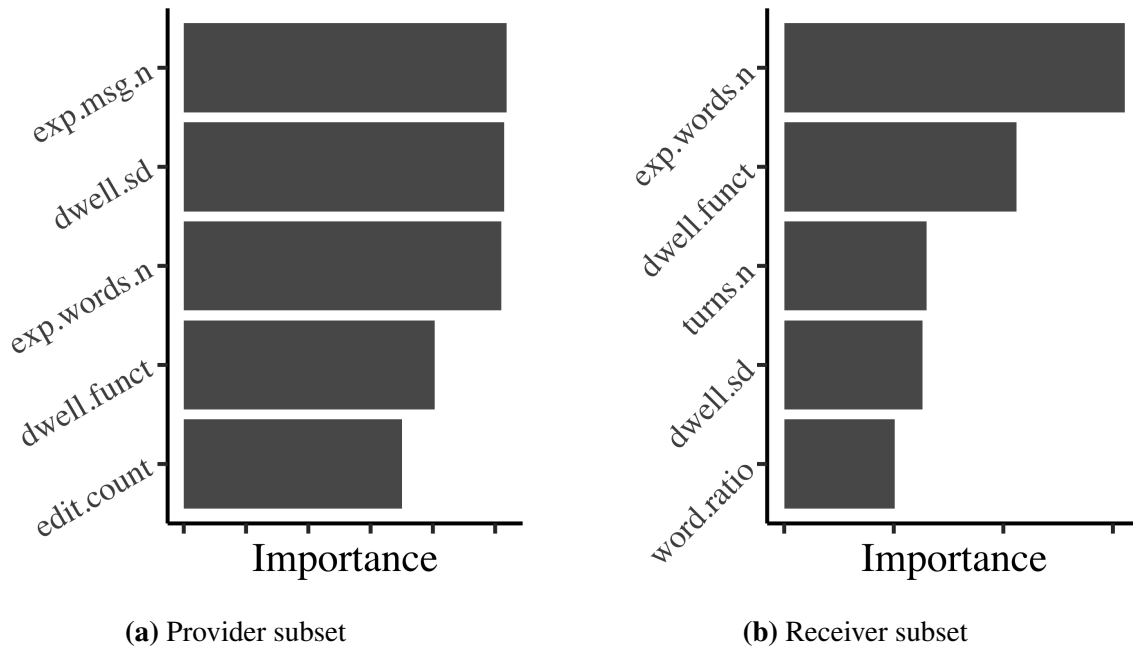 exp.msg.n
dwell.sd
exp.words.n
dwell.funct
edit.count
Importance
(a) Provider subset
exp.words.n
dwell.funct
turns.n
dwell.sd
word.ratio
Importance
(b) Receiver subset